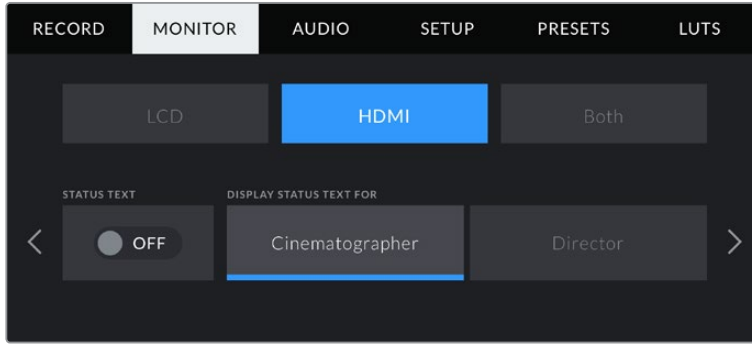 RECORD MONITOR AUDIO SETUP PRESETS LUTS
LCD HDMI Both
STATUS TEXT DISPLAY STATUS TEXT FOR
OFF Cinematographer Director